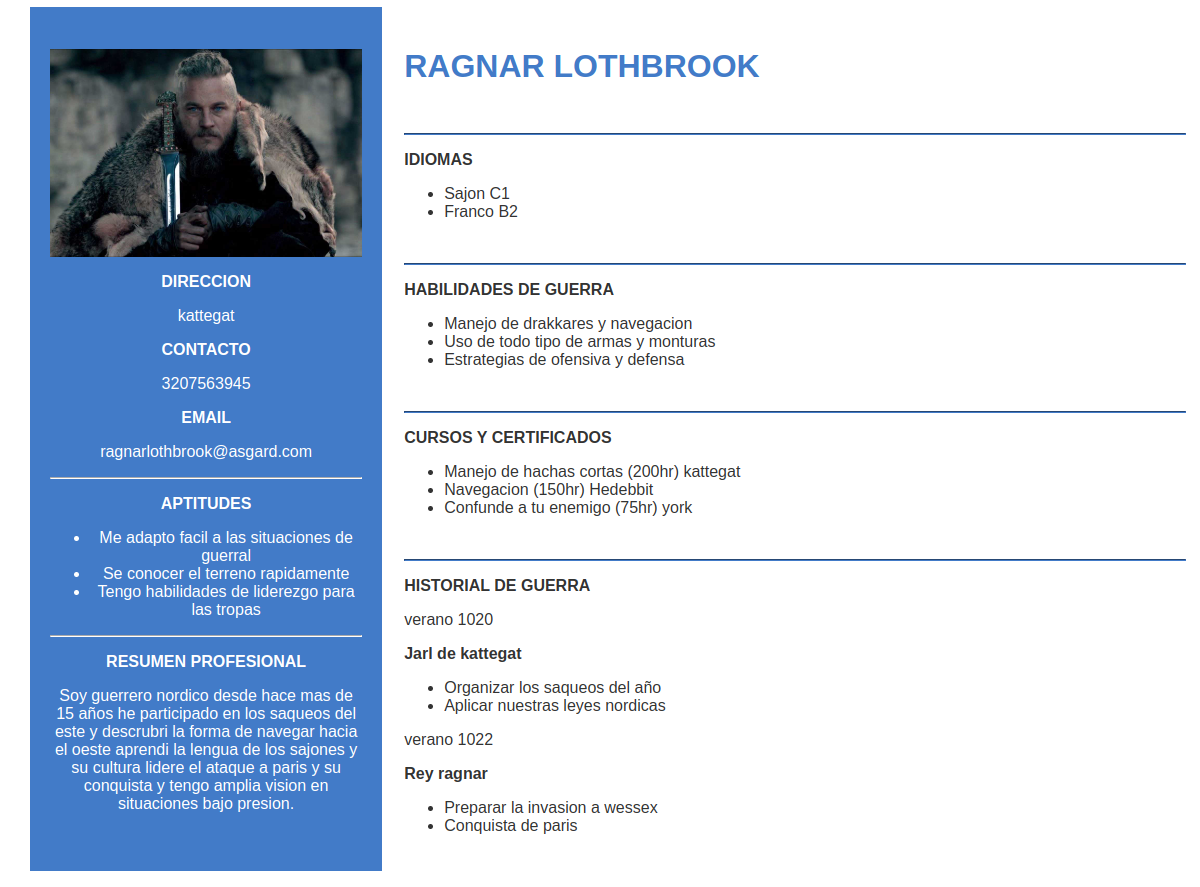 RAGNAR LOTHBROOK
DIRECCION
kattegat
CONTACTO
3207563945
EMAIL
ragnarlothbrook@asgard.com
APTITUDES
Me adapto facil a las situaciones de
guerral
Se conocer el terreno rapidamente
Tengo habilidades de liderezgo para
las tropas
RESUMEN PROFESIONAL
Soy guerrero nordico desde hace mas de
15 años he participado en los saqueos del
este y descrubri la forma de navegar hacia
el oeste aprendi la lengua de los sajones y
su cultura lidere el ataque a paris y su
conquista y tengo amplia vision en
situaciones bajo presion.
IDIOMAS
Sajon C1
Franco B2
HABILIDADES DE GUERRA
Manejo de drakkares y navegacion
Uso de todo tipo de armas y monturas
Estrategias de ofensiva y defensa
CURSOS Y CERTIFICADOS
Manejo de hachas cortas (200hr) kattegat
Navegacion (150hr) Hedebbit
Confunde a tu enemigo (75hr) york
HISTORIAL DE GUERRA
verano 1020
Jarl de kattegat
Organizar los saqueos del año
Aplicar nuestras leyes nordicas
verano 1022
Rey ragnar
Preparar la invasion a wessex
Conquista de paris